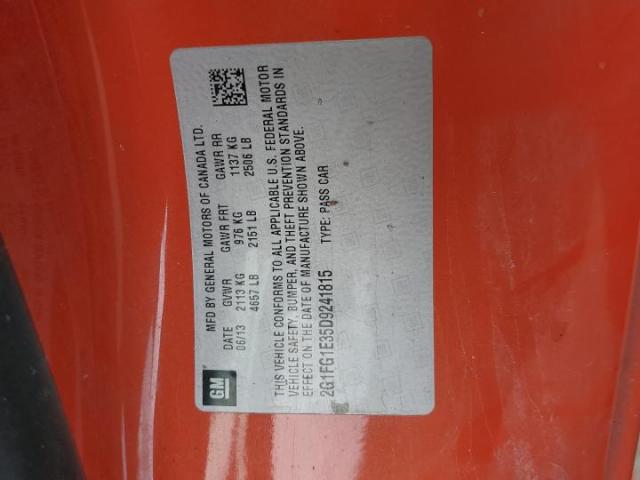 GM
MFD BY GENERAL MOTORS OF CANADA LTD.
DATE GVWR GAWR FRT GAWR RR
06/13 2113 KG 976 KG 1137 KG
4657 LB 2151 LB 2506 LB
THIS VEHICLE CONFORMS TO ALL APPLICABLE U.S. FEDERAL MOTOR
VEHICLE SAFETY, BUMPER, AND THEFT PREVENTION STANDARDS IN
EFFECT ON THE DATE OF MANUFACTURE SHOWN ABOVE.
2G1FG1E35D9241815 TYPE: PASS CAR